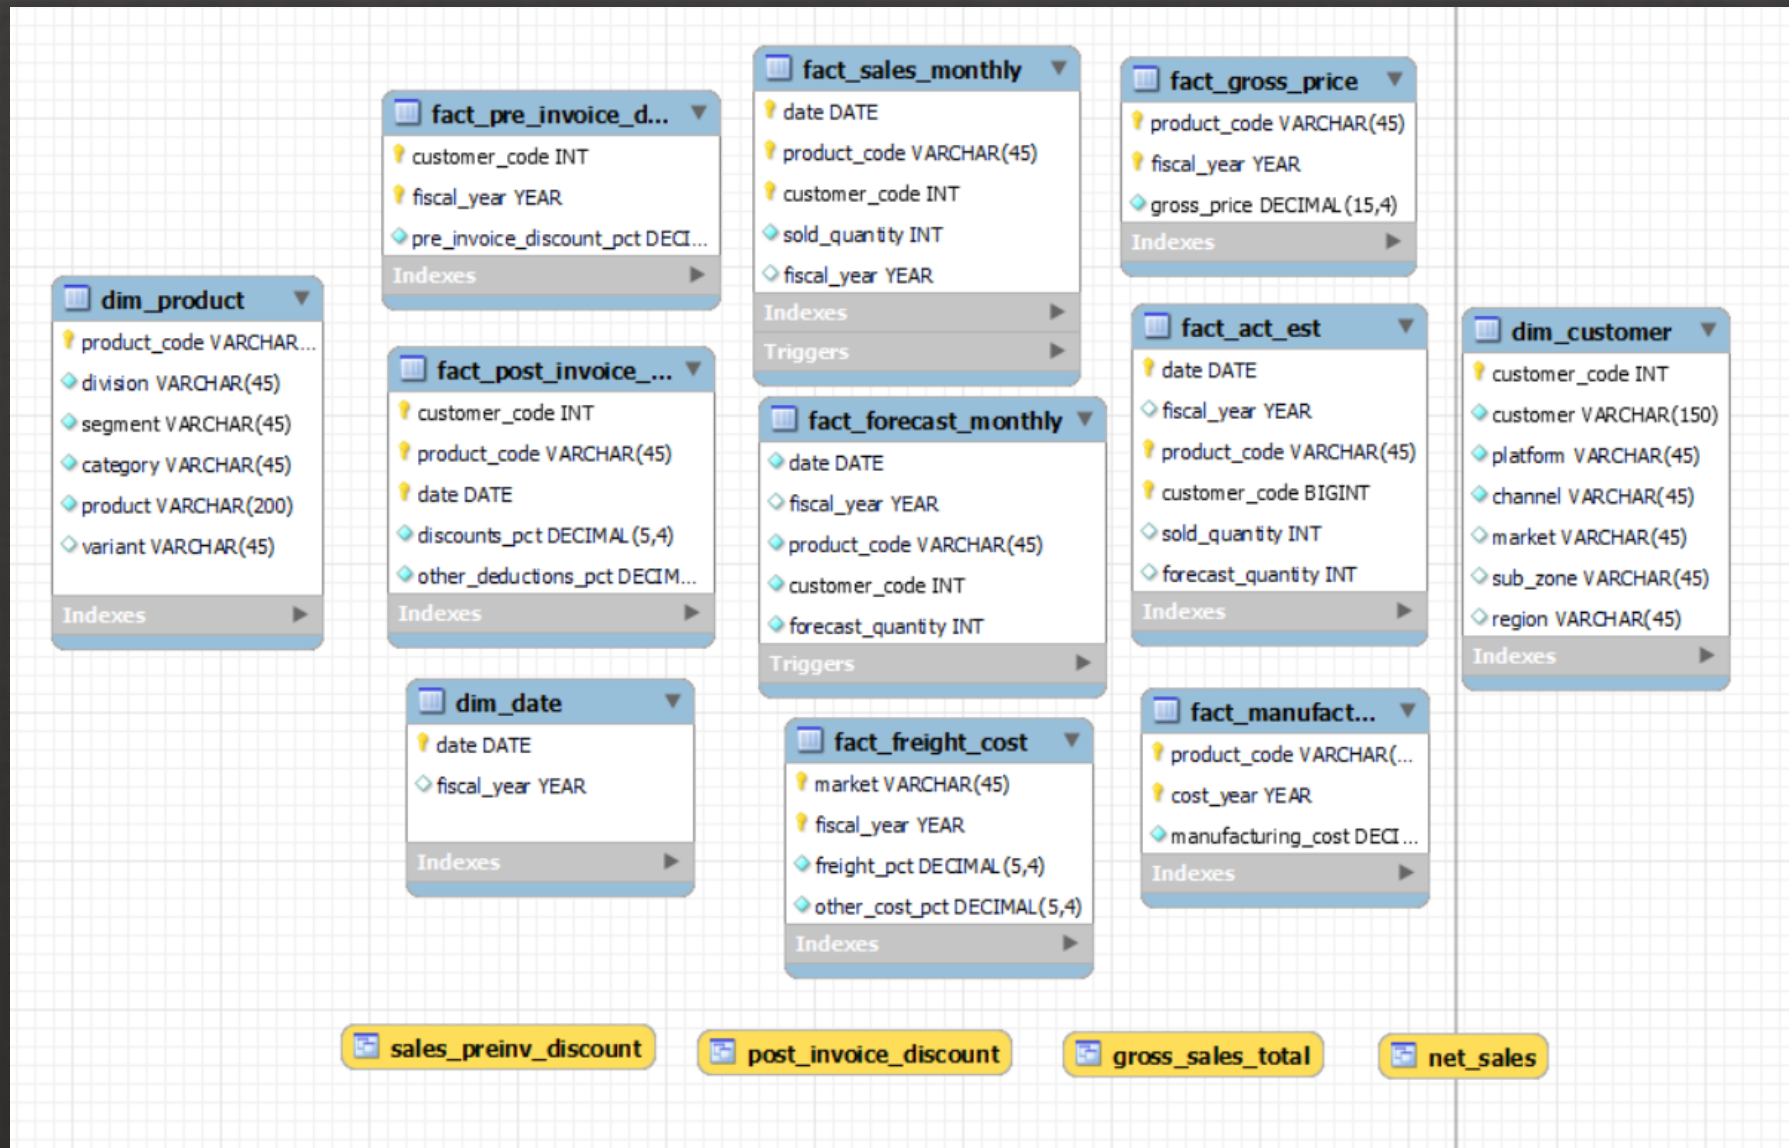 fact_pre_invoice_d...
customer_code INT
fiscal_year YEAR
pre_invoice_discount_pct DECI...
Indexes
fact_sales_monthly
date DATE
product_code VARCHAR(45)
customer_code INT
sold_quantity INT
fiscal_year YEAR
Indexes
Triggers
fact_gross_price
product_code VARCHAR(45)
fiscal_year YEAR
gross_price DECIMAL(15,4)
Indexes
dim_product
product_code VARCHAR...
division VARCHAR(45)
segment VARCHAR(45)
category VARCHAR(45)
product VARCHAR(200)
variant VARCHAR(45)
Indexes
fact_post_invoice_...
customer_code INT
product_code VARCHAR(45)
date DATE
discounts_pct DECIMAL(5,4)
other_deductions_pct DECIM...
Indexes
fact_forecast_monthly
date DATE
fiscal_year YEAR
product_code VARCHAR(45)
customer_code INT
forecast_quantity INT
Triggers
fact_act_est
date DATE
fiscal_year YEAR
product_code VARCHAR(45)
customer_code BIGINT
sold_quantity INT
forecast_quantity INT
Indexes
dim_customer
customer_code INT
customer VARCHAR(150)
platform VARCHAR(45)
channel VARCHAR(45)
market VARCHAR(45)
sub_zone VARCHAR(45)
region VARCHAR(45)
Indexes
dim_date
date DATE
fiscal_year YEAR
Indexes
fact_freight_cost
market VARCHAR(45)
fiscal_year YEAR
freight_pct DECIMAL(5,4)
other_cost_pct DECIMAL(5,4)
Indexes
fact_manufact...
product_code VARCHAR(...
cost_year YEAR
manufacturing_cost DECI...
Indexes
sales_preinv_discount
post_invoice_discount
gross_sales_total
net_sales